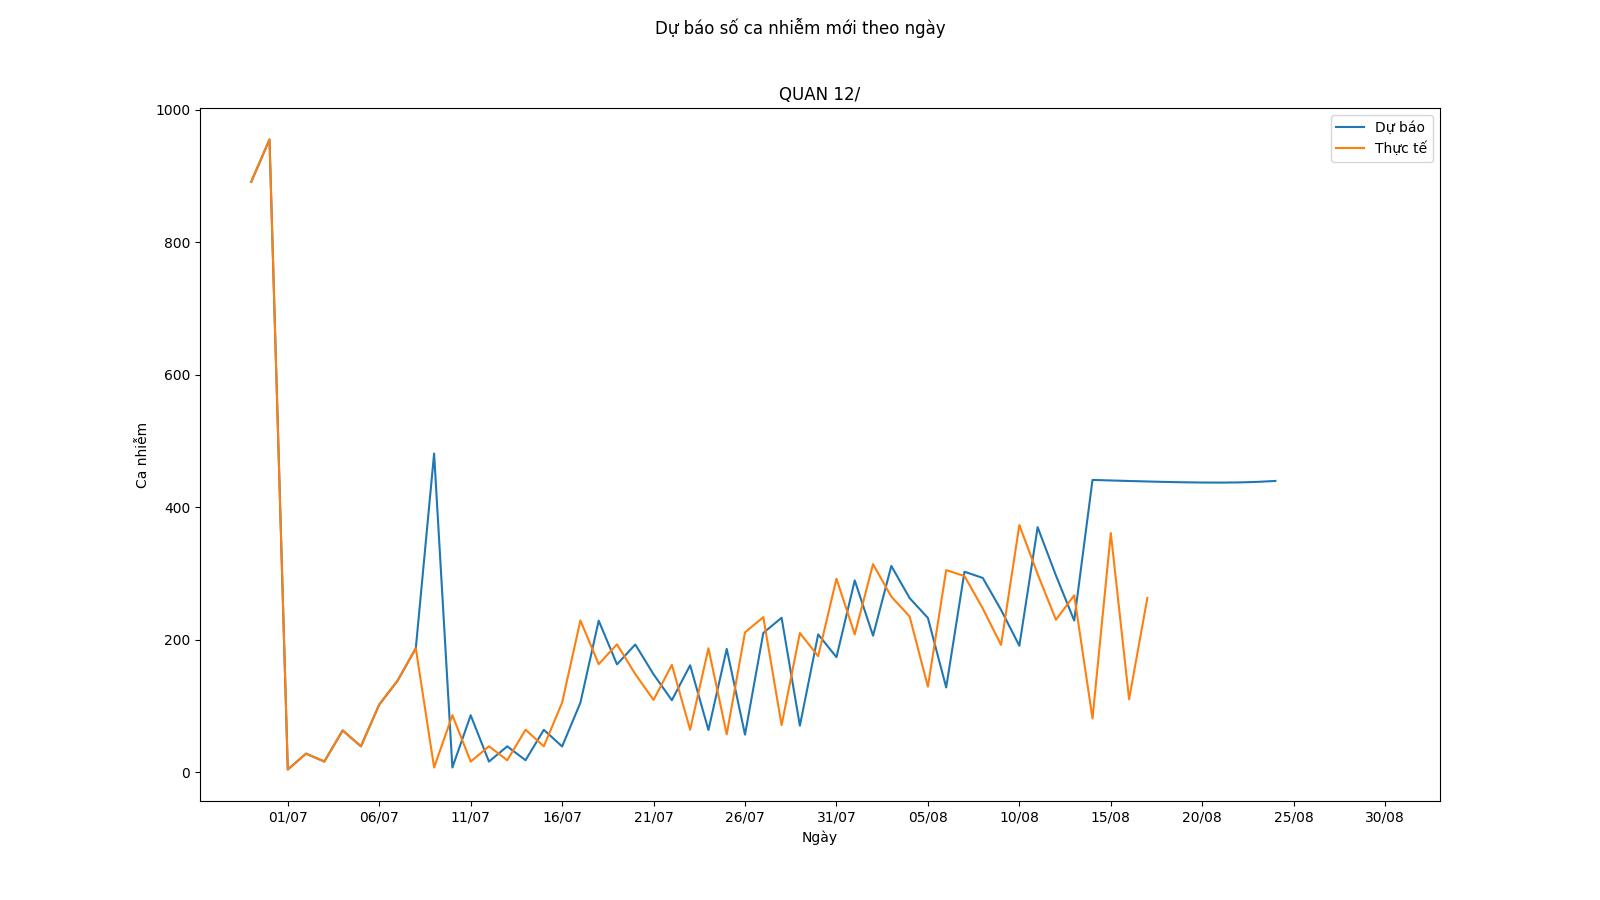 Dự báo số ca nhiễm mới theo ngày
QUAN 12/
1000
800
600
400
200
0
Ca nhiễm
Dự báo
Thực tế
01/07 06/07 11/07 16/07 21/07 26/07 31/07 05/08 10/08 15/08 20/08 25/08 30/08
Ngày